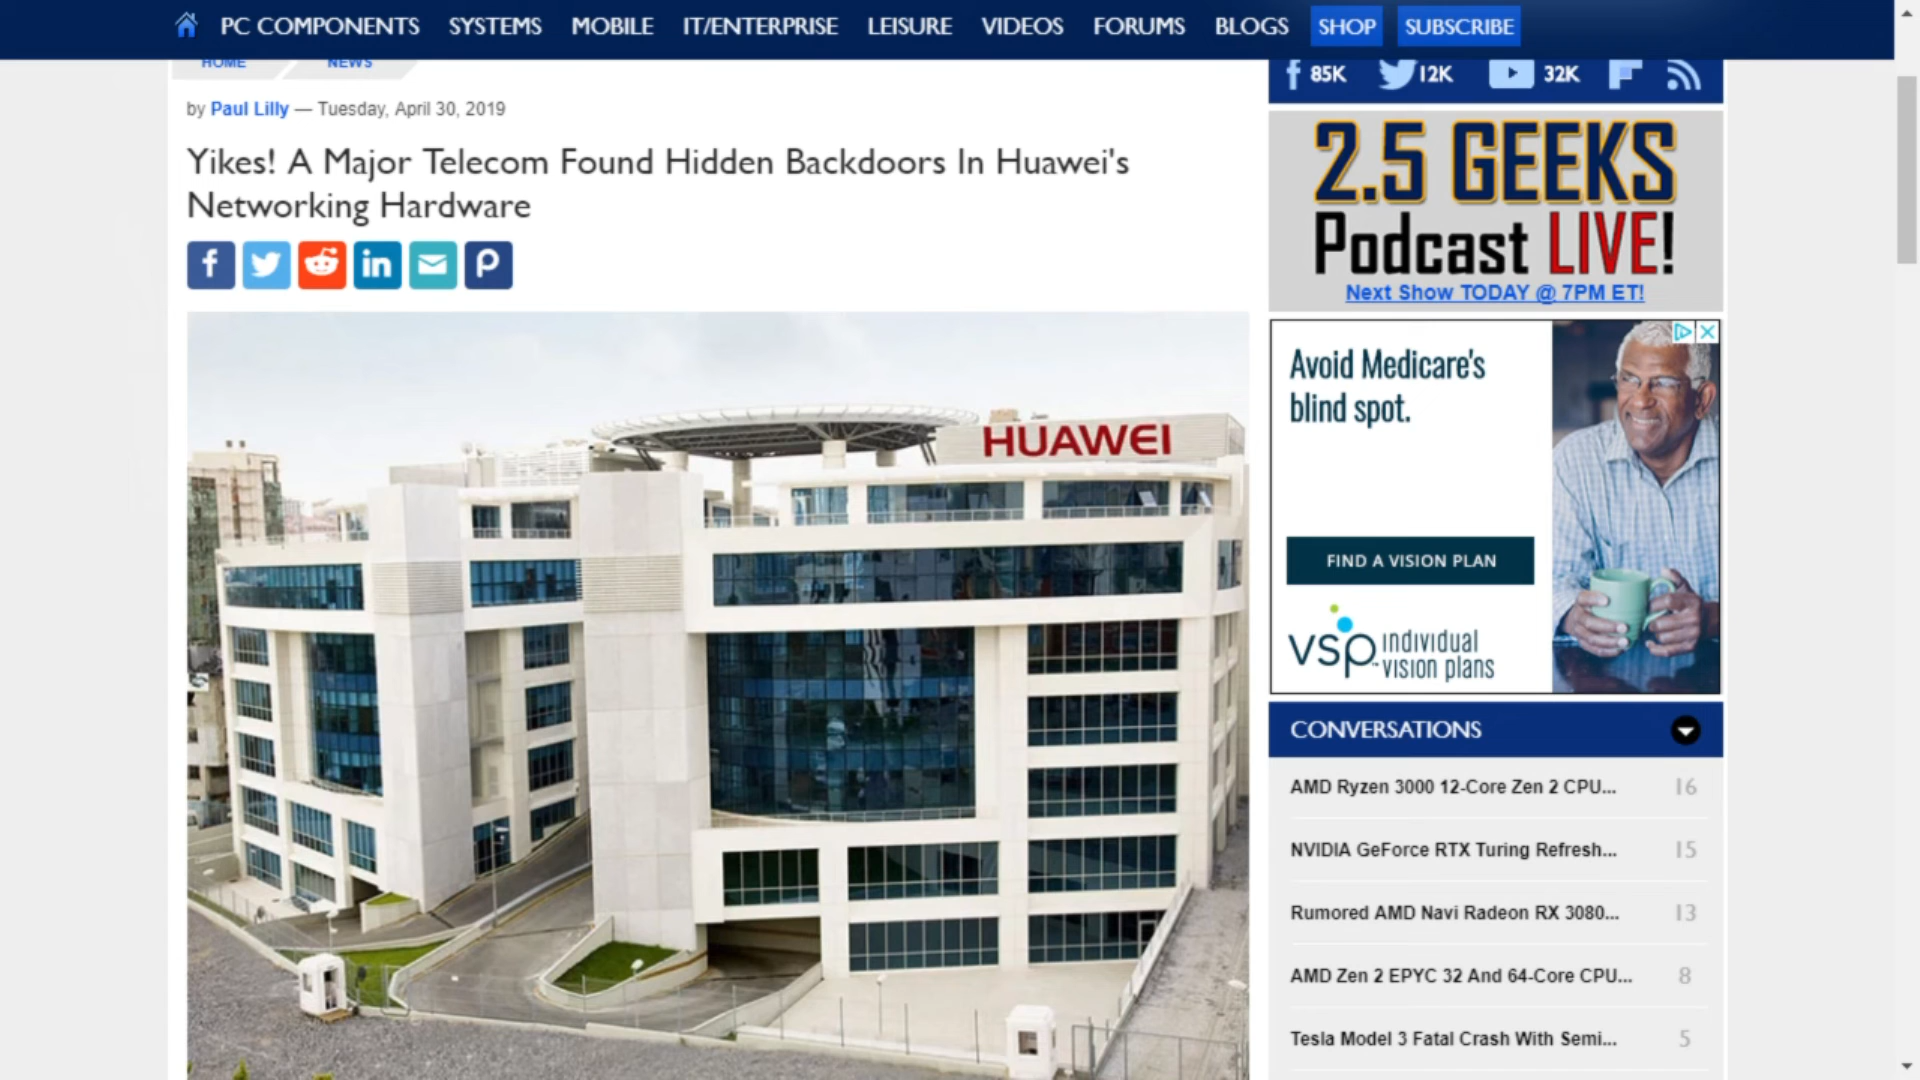 PC COMPONENTS SYSTEMS MOBILE IT/ENTERPRISE LEISURE VIDEOS FORUMS BLOGS SHOP SUBSCRIBE
HOME NEWS
85K 12K 32K
by Paul Lilly — Tuesday, April 30, 2019
Yikes! A Major Telecom Found Hidden Backdoors In Huawei's
Networking Hardware
HUAWEI
2.5 GEEKS
Podcast LIVE!
Next Show TODAY @ 7PM ET!
Avoid Medicare's
blind spot.
FIND A VISION PLAN
vsp individual
vision plans
CONVERSATIONS
AMD Ryzen 3000 12-Core Zen 2 CPU... 16
NVIDIA GeForce RTX Turing Refresh... 15
Rumored AMD Navi Radeon RX 3080... 13
AMD Zen 2 EPYC 32 And 64-Core CPU... 8
Tesla Model 3 Fatal Crash With Semi... 5